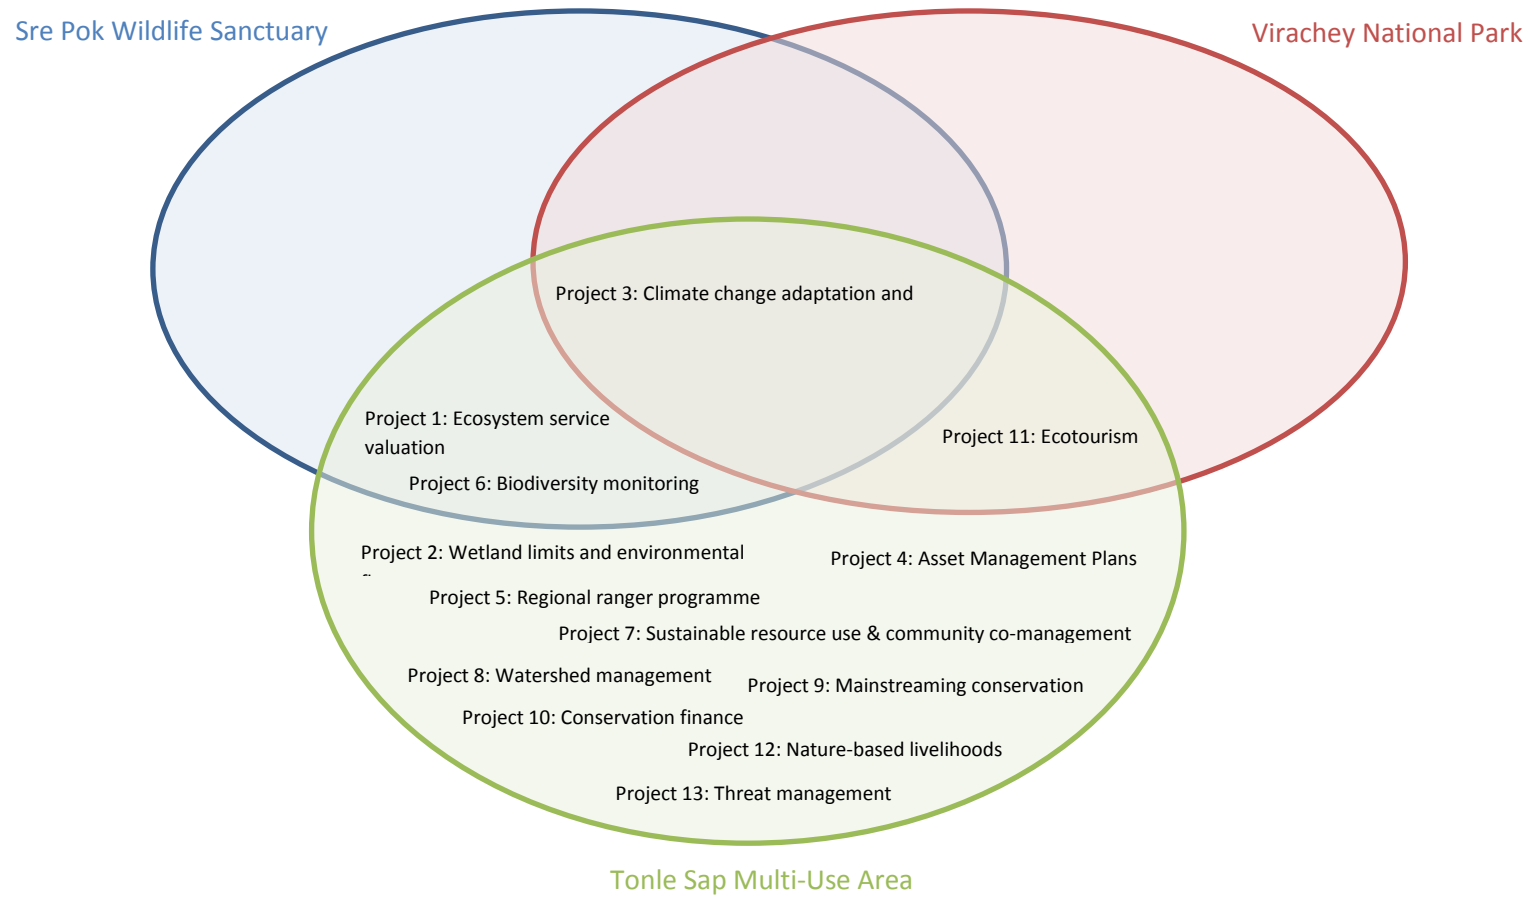 Sre Pok Wildlife Sanctuary
Virachey National Park
Project 3: Climate change adaptation and
Project 1: Ecosystem service
valuation
Project 11: Ecotourism
Project 6: Biodiversity monitoring
Project 2: Wetland limits and environmental
Project 4: Asset Management Plans
Project 5: Regional ranger programme
Project 7: Sustainable resource use & community co-management
Project 8: Watershed management
Project 9: Mainstreaming conservation
Project 10: Conservation finance
Project 12: Nature-based livelihoods
Project 13: Threat management
Tonle Sap Multi-Use Area